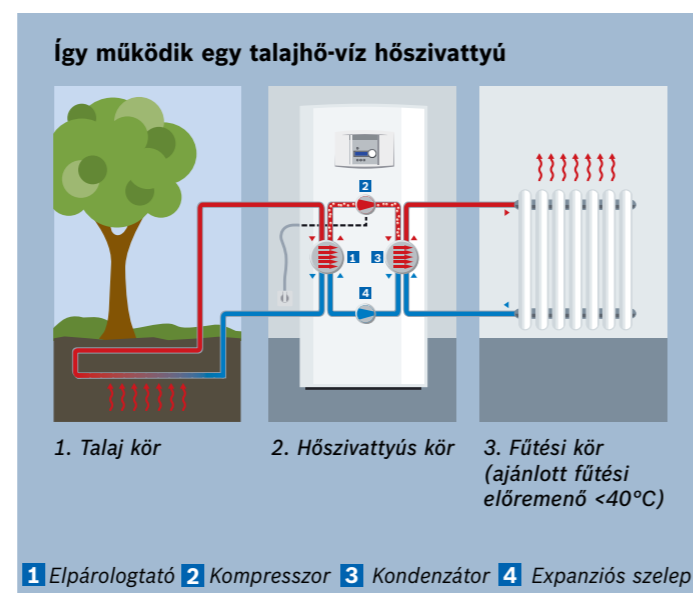 Így működik egy talajhő-víz hőszivattyú
2
1
3
4
1. Talaj kör
2. Hőszivattyús kör
3. Fűtési kör
(ajánlott fűtési
előremenő <40°C)
1 Elpárologtató 2 Kompresszor 3 Kondenzátor 4 Expanziós szelep